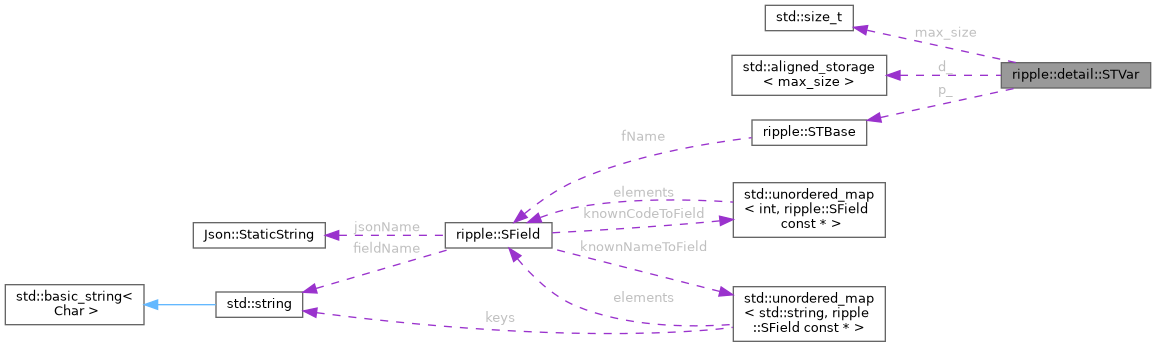 std::size_t
max_size
std::aligned_storage
< max_size >
d_
ripple::detail::STVar
p_
ripple::STBase
fName
std::unordered_map
< int, ripple::SField
const * >
elements
knownCodeToField
Json::StaticString
jsonName
ripple::SField
fieldName
knownNameToField
std::basic_string<
Char >
std::string
elements
keys
std::unordered_map
< std::string, ripple
::SField const * >